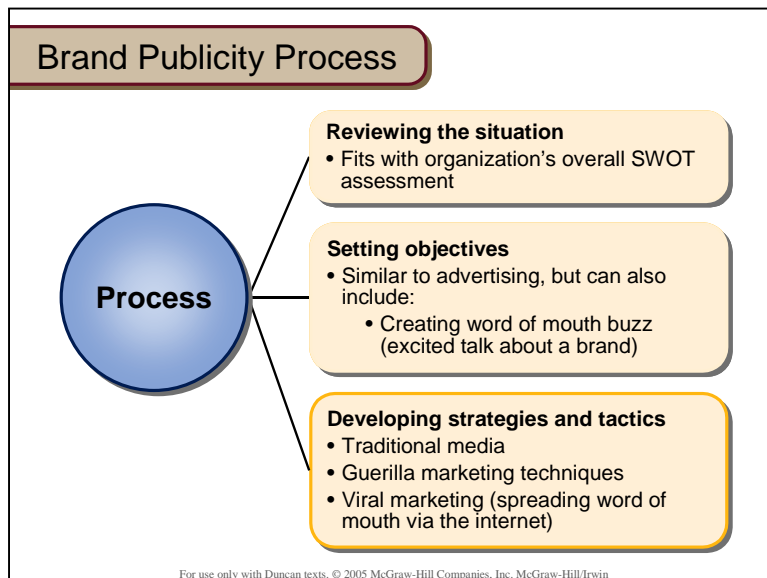 Brand Publicity Process
Process
Reviewing the situation
• Fits with organization's overall SWOT
assessment
Setting objectives
• Similar to advertising, but can also
include:
• Creating word of mouth buzz
(excited talk about a brand)
Developing strategies and tactics
• Traditional media
• Guerilla marketing techniques
• Viral marketing (spreading word of
mouth via the internet)
For use only with Duncan texts. © 2005 McGraw-Hill Companies, Inc. McGraw-Hill/Irwin